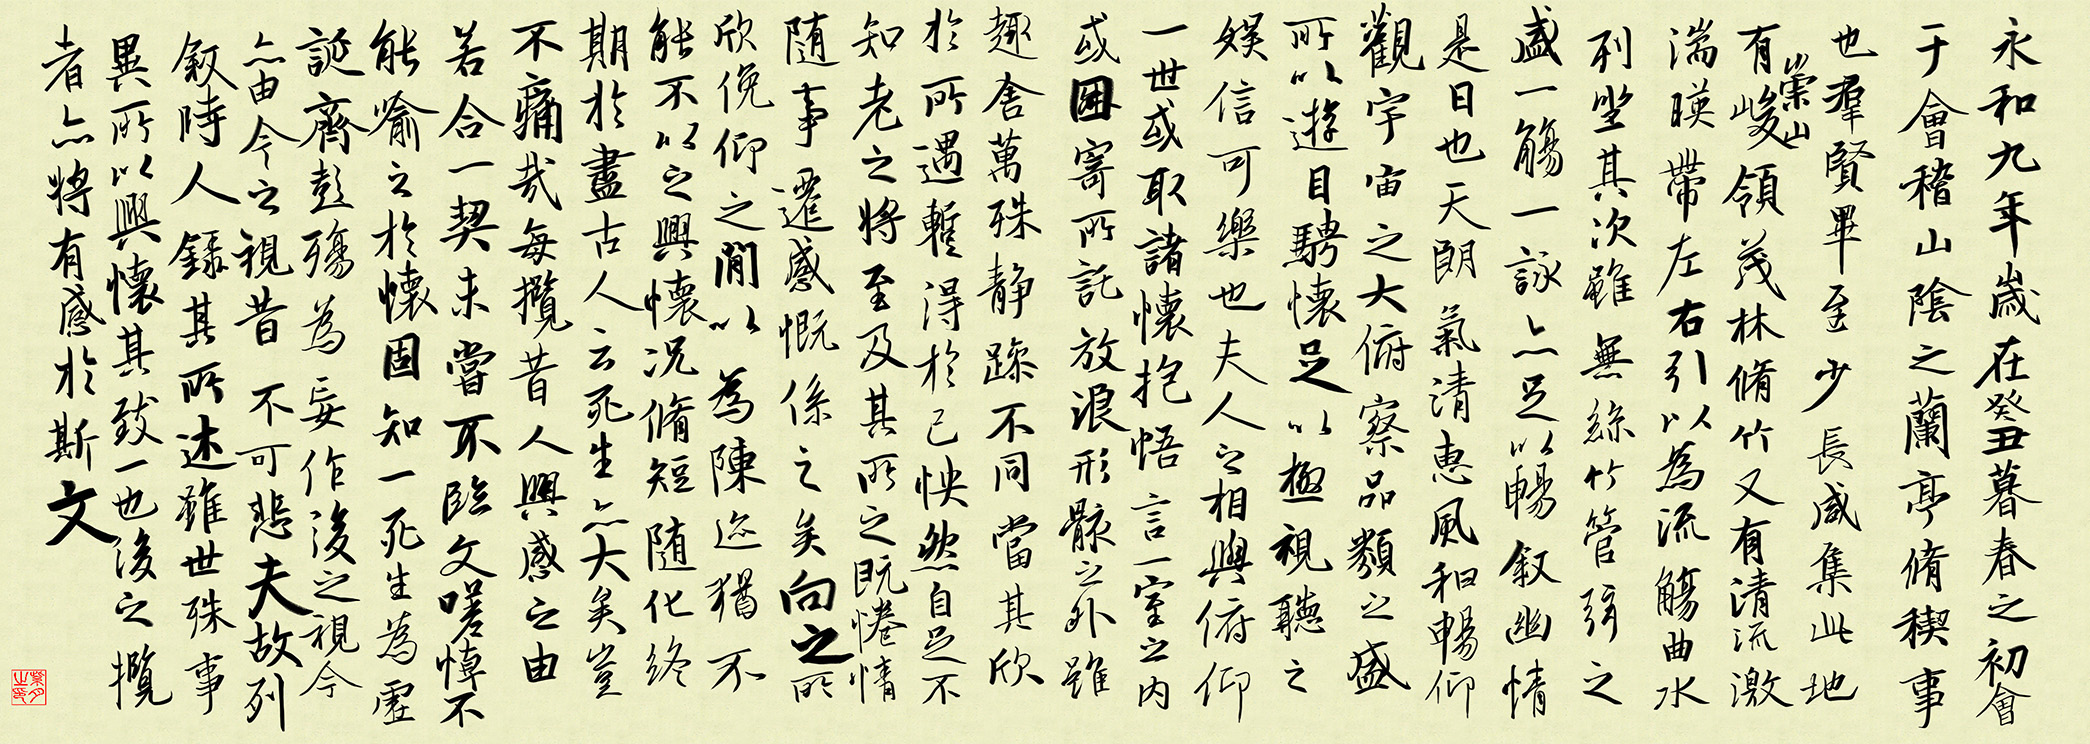 永和九年歲在癸丑暮春之初會
于會稽山陰之蘭亭脩稧事
也羣賢畢至少長咸集此地
有崇山峻領茂林脩竹又有清流激
湍暎帶左右引以為流觴曲水
列坐其次雖無絲竹管弦之
盛一觴一詠亦足以暢叙幽情
是日也天朗氣清惠風和暢仰
觀宇宙之大俯察品類之盛
所以遊目騁懷足以極視聽之
娛信可樂也夫人之相與俯仰
一世或取諸懷抱悟言一室之内
或因寄所託放浪形骸之外雖
趣舍萬殊静躁不同當其欣
於所遇蹔得於己怏然自足不
知老之將至及其所之既惓情
隨事遷感慨係之矣向之所
欣俛仰之閒以為陳迹猶不
能不以之興懷况脩短隨化終
期於盡古人云死生亦大矣豈
不痛哉每攬昔人興感之由
若合一契未嘗不臨文嗟悼不
能喻之於懷固知一死生為虛
誕齊彭殤為妄作後之視今
亦由今之視昔不可悲夫故列
叙時人錄其所述雖世殊事
異所以興懷其致一也後之攬
者亦將有感於斯文